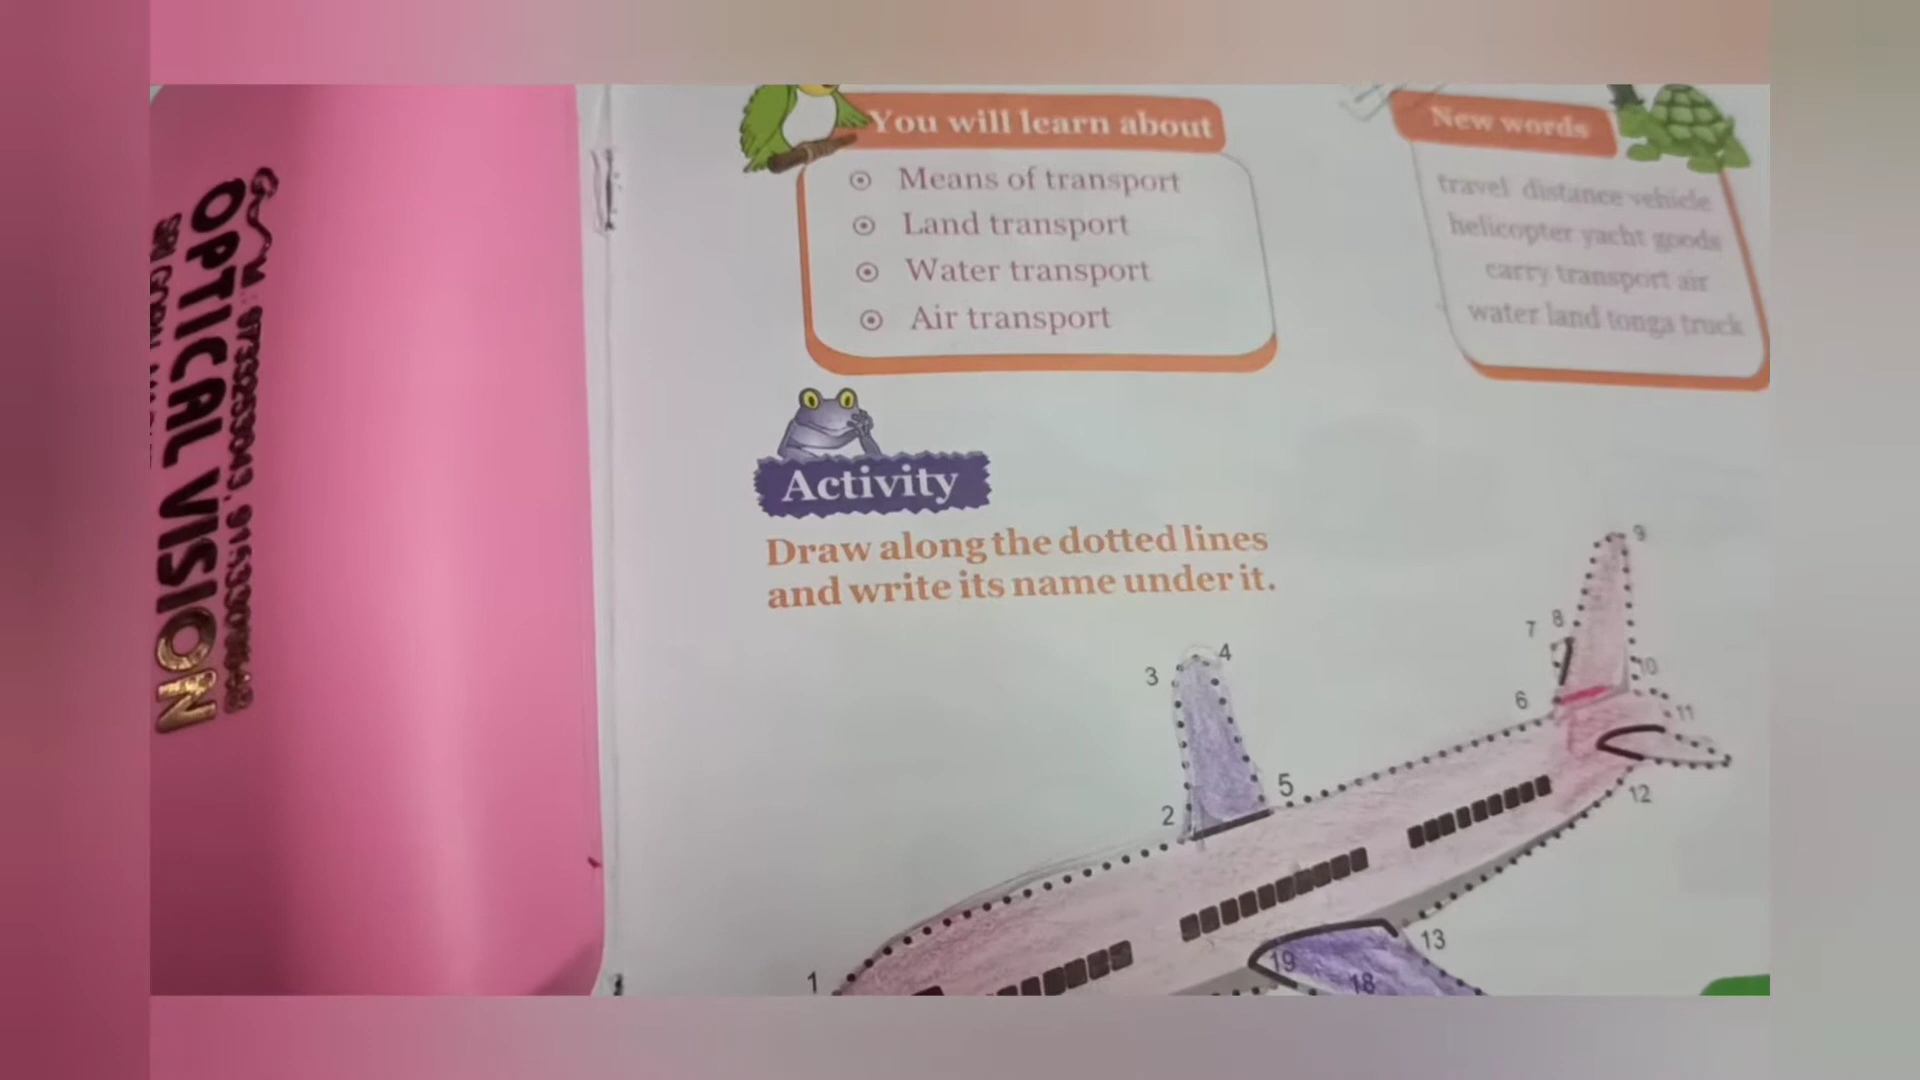 OPTICAL VISION
You will learn about
Means of transport
Land transport
Water transport
Air transport
New words
travel distance vehicle
helicopter yacht goods
carry transport air
water land tonga truck
Activity
Draw along the dotted lines
and write its name under it.
9
8
7
4
3
10
6
11
5
12
2
13
19
1
18